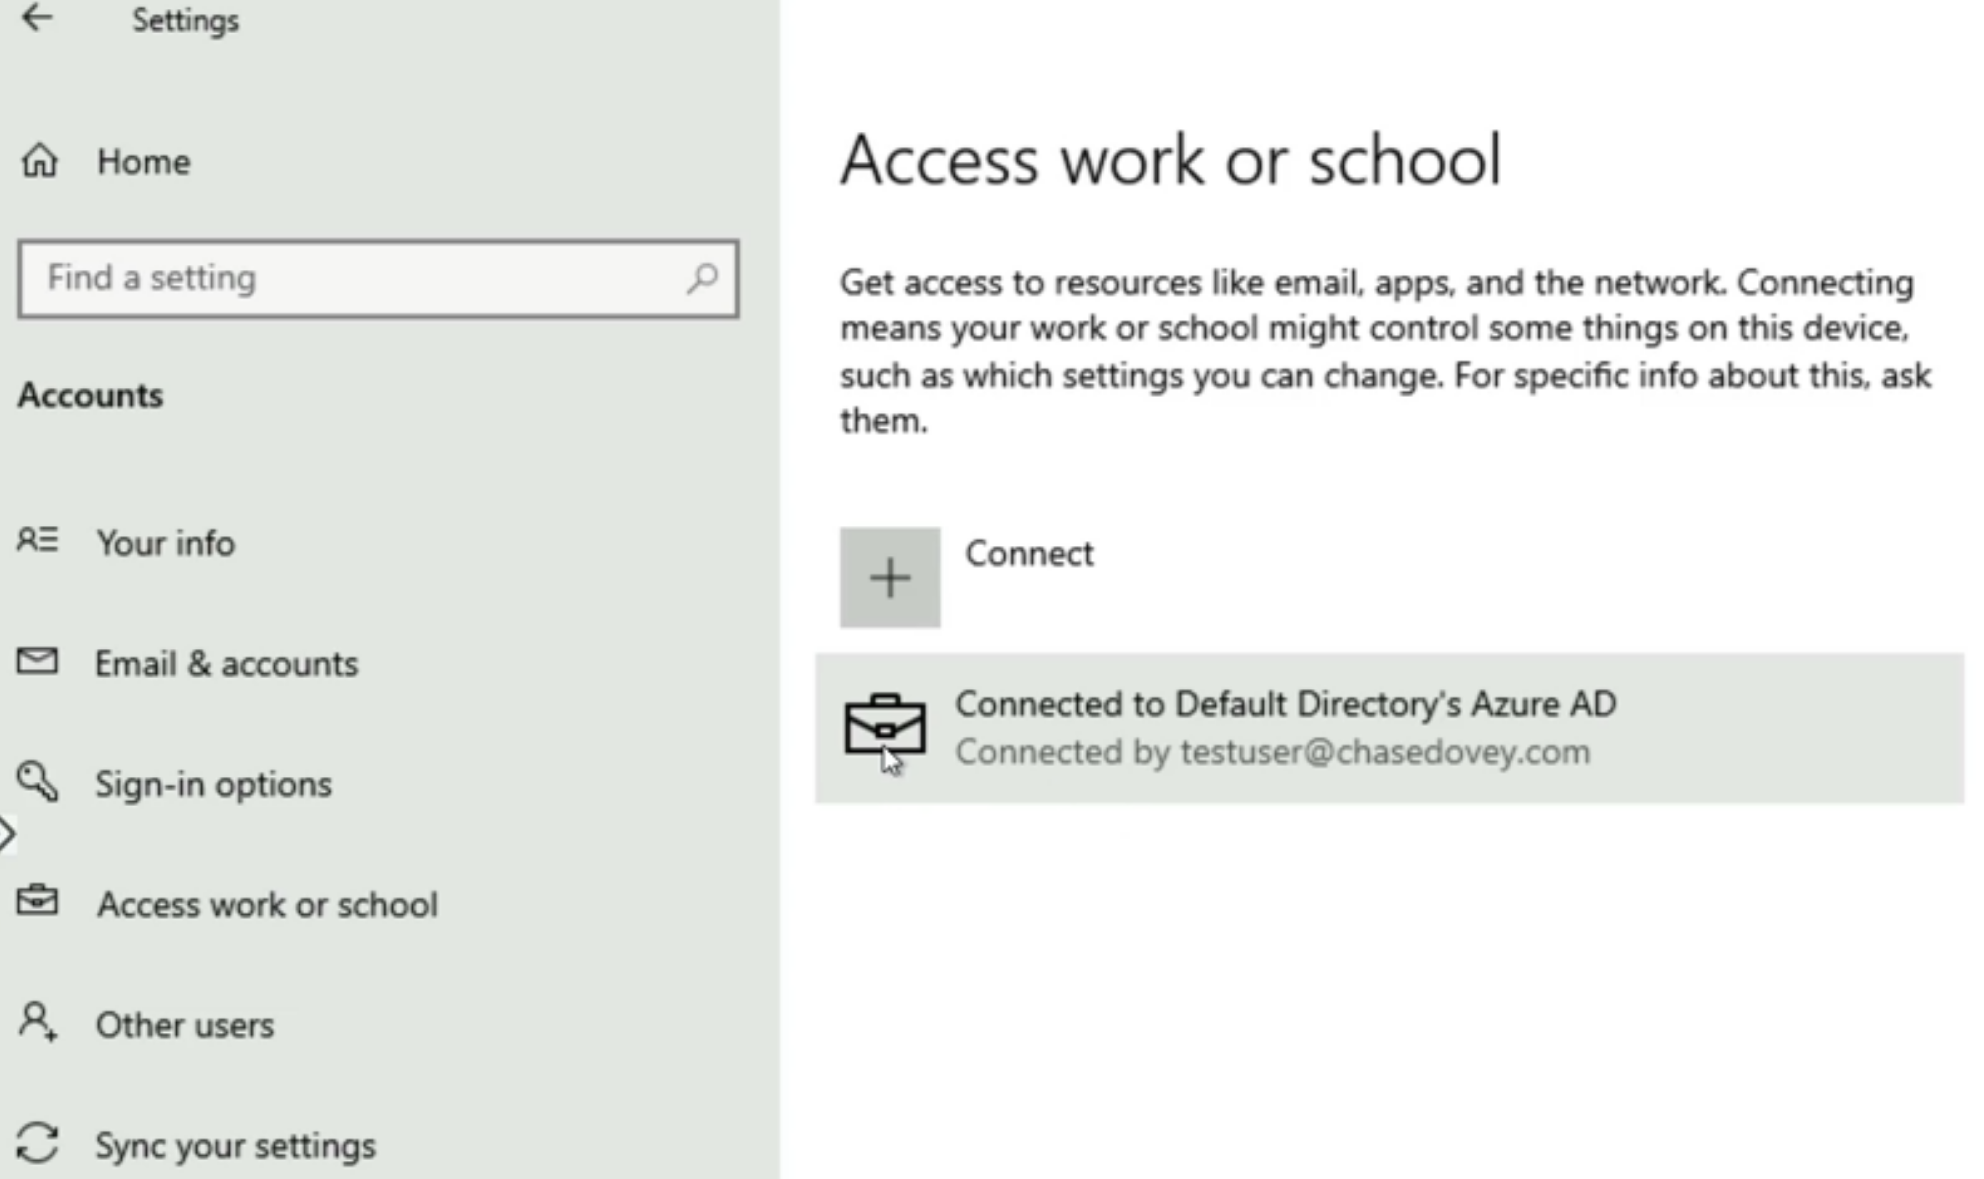 Settings
Home
Find a setting
Accounts
Your info
Email & accounts
Sign-in options
Access work or school
Other users
Sync your settings
Access work or school
Get access to resources like email, apps, and the network. Connecting
means your work or school might control some things on this device,
such as which settings you can change. For specific info about this, ask
them.
Connect
Connected to Default Directory's Azure AD
Connected by testuser@chasedovey.com